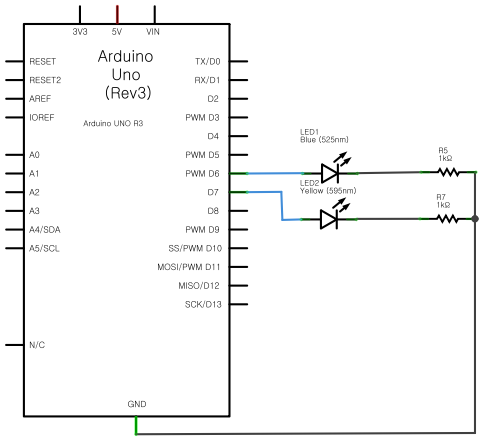 3V3
5V
VIN
Arduino
Uno
(Rev3)
Arduino UNO R3
RESET
RESET2
AREF
IOREF
A0
A1
A2
A3
A4/SDA
A5/SCL
N/C
TX/D0
RX/D1
D2
PWM D3
D4
PWM D5
PWM D6
D7
D8
PWM D9
SS/PWM D10
MOSI/PWM D11
MISO/D12
SCK/D13
GND
LED1
Blue (525nm)
LED2
Yellow (595nm)
R5
1kΩ
R7
1kΩ